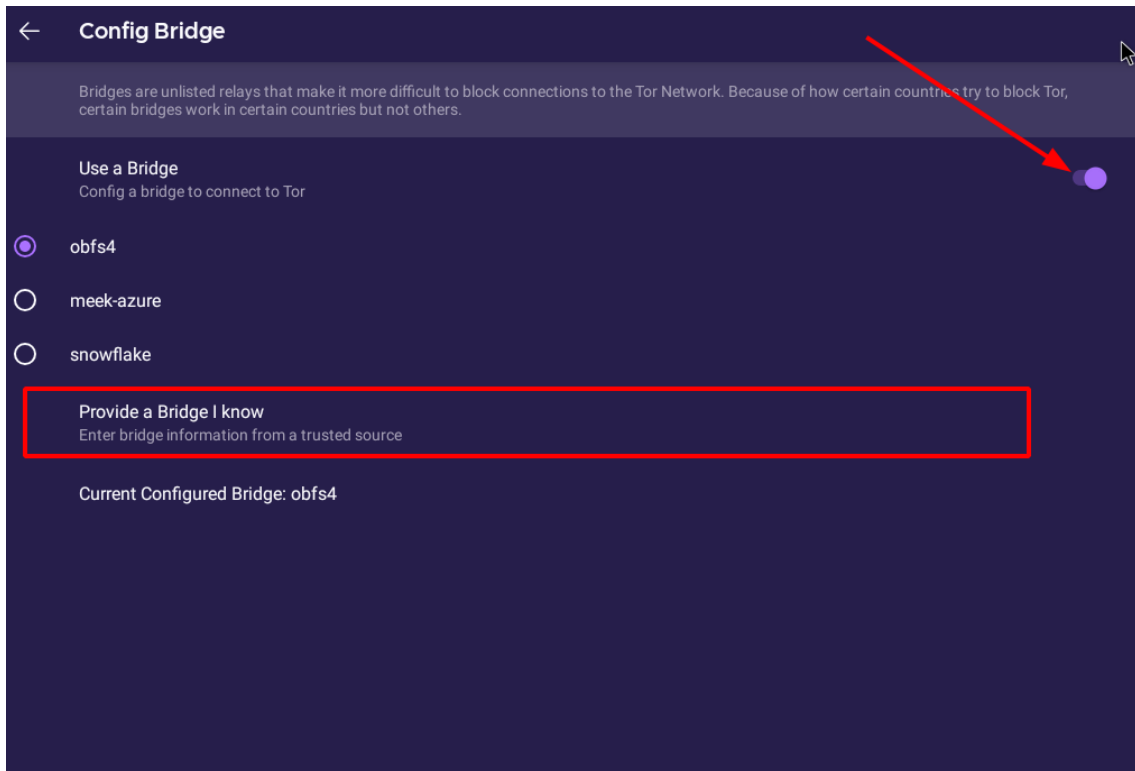 Config Bridge
Bridges are unlisted relays that make it more difficult to block connections to the Tor Network. Because of how certain countries try to block Tor,
certain bridges work in certain countries but not others.
Use a Bridge
Config a bridge to connect to Tor
obfs4
meek-azure
snowflake
Provide a Bridge I know
Enter bridge information from a trusted source
Current Configured Bridge: obfs4